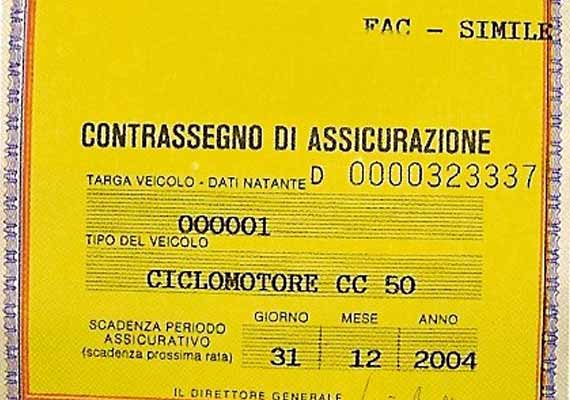 FAC - SIMILE
CONTRASSEGNO DI ASSICURAZIONE
TARGA VEICOLO - DATI NATANTE D 0000323337
000001
TIPO DEL VEICOLO
CICLOMOTORE CC 50
GIORNO MESE ANNO
SCADENZA PERIODO
ASSICURATIVO
(scadenza prossima rata) 31 12 2004
IL DIRETTORE GENERALE